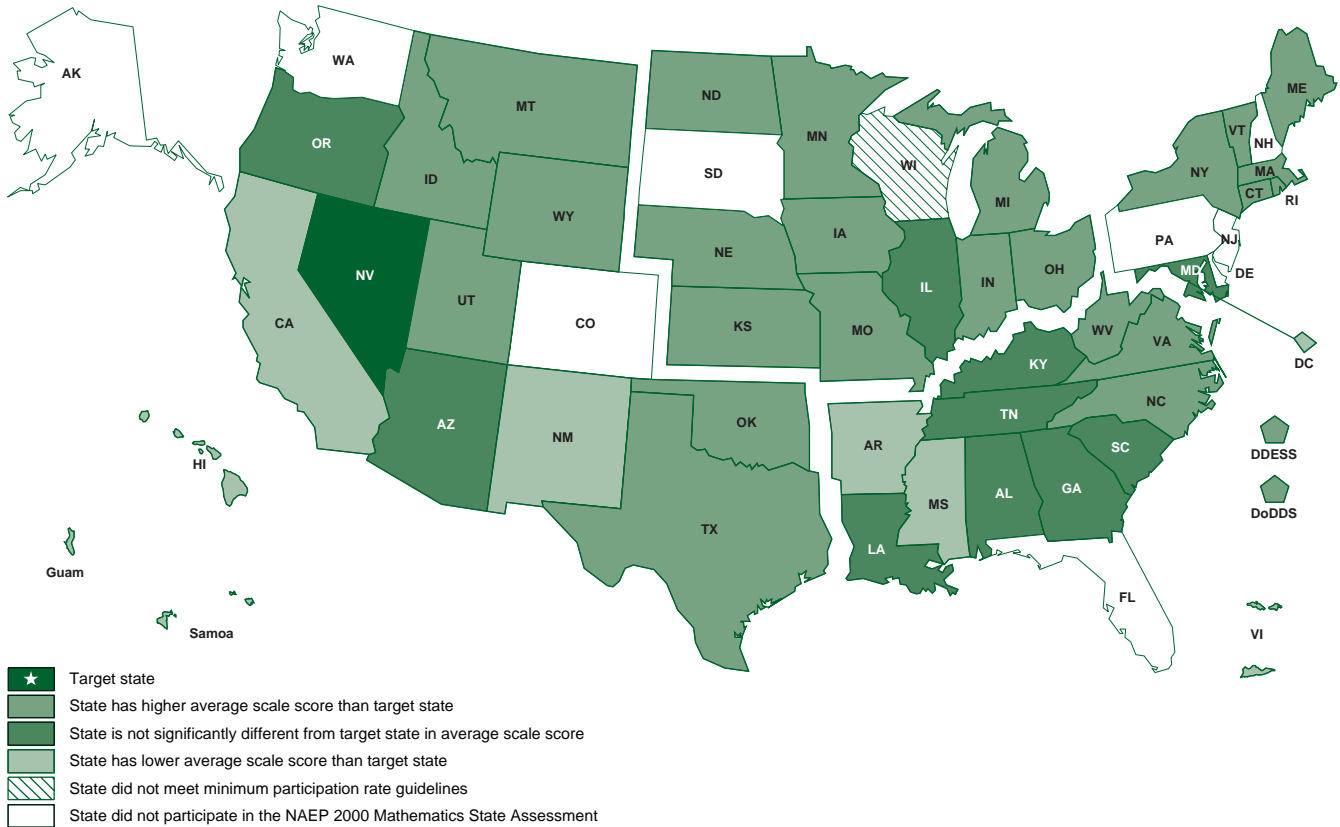 WA
AK
MT
ND
ME
MN
VT
OR
NH
ID
SD
WI
NY
MA
CT
RI
WY
MI
IA
PA
NJ
NE
OH
MD
DE
NV
IN
IL
UT
CA
CO
KS
MO
WV
VA
KY
DC
NC
OK
TN
AZ
NM
AR
SC
DDESS
HI
MS
AL
GA
DoDDS
TX
LA
Guam
FL
Samoa
VI
Target state
State has higher average scale score than target state
State is not significantly different from target state in average scale score
State has lower average scale score than target state
State did not meet minimum participation rate guidelines
State did not participate in the NAEP 2000 Mathematics State Assessment